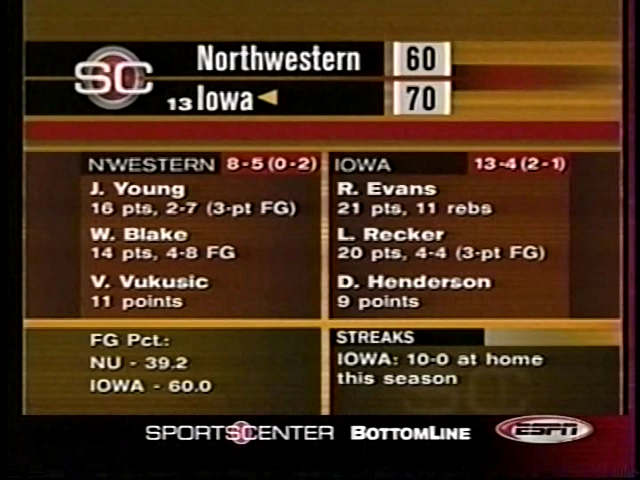 SC
Northwestern 60
13 Iowa 70
N'WESTERN 8-5 (0-2)
J. Young
16 pts, 2-7 (3-pt FG)
W. Blake
14 pts, 4-8 FG
V. Vukusic
11 points
IOWA 13-4 (2-1)
R. Evans
21 pts, 11 rebs
L. Recker
20 pts, 4-4 (3-pt FG)
D. Henderson
9 points
FG Pct.:
NU - 39.2
IOWA - 60.0
STREAKS
IOWA: 10-0 at home
this season
SPORTSCENTER BOTTOMLINE ESPN